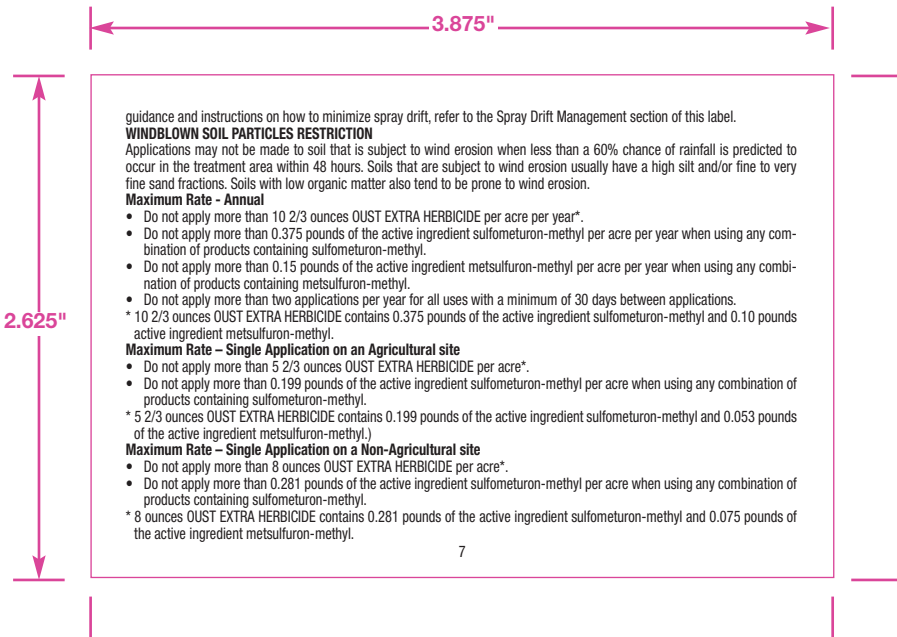 3.875"
2.625"
guidance and instructions on how to minimize spray drift, refer to the Spray Drift Management section of this label.
WINDBLOWN SOIL PARTICLES RESTRICTION
Applications may not be made to soil that is subject to wind erosion when less than a 60% chance of rainfall is predicted to
occur in the treatment area within 48 hours. Soils that are subject to wind erosion usually have a high silt and/or fine to very
fine sand fractions. Soils with low organic matter also tend to be prone to wind erosion.
Maximum Rate - Annual
• Do not apply more than 10 2/3 ounces OUST EXTRA HERBICIDE per acre per year*.
• Do not apply more than 0.375 pounds of the active ingredient sulfometuron-methyl per acre per year when using any com-
bination of products containing sulfometuron-methyl.
• Do not apply more than 0.15 pounds of the active ingredient metsulfuron-methyl per acre per year when using any combi-
nation of products containing metsulfuron-methyl.
• Do not apply more than two applications per year for all uses with a minimum of 30 days between applications.
* 10 2/3 ounces OUST EXTRA HERBICIDE contains 0.375 pounds of the active ingredient sulfometuron-methyl and 0.10 pounds
active ingredient metsulfuron-methyl.
Maximum Rate – Single Application on an Agricultural site
• Do not apply more than 5 2/3 ounces OUST EXTRA HERBICIDE per acre*.
• Do not apply more than 0.199 pounds of the active ingredient sulfometuron-methyl per acre when using any combination of
products containing sulfometuron-methyl.
* 5 2/3 ounces OUST EXTRA HERBICIDE contains 0.199 pounds of the active ingredient sulfometuron-methyl and 0.053 pounds
of the active ingredient metsulfuron-methyl.)
Maximum Rate – Single Application on a Non-Agricultural site
• Do not apply more than 8 ounces OUST EXTRA HERBICIDE per acre*.
• Do not apply more than 0.281 pounds of the active ingredient sulfometuron-methyl per acre when using any combination of
products containing sulfometuron-methyl.
* 8 ounces OUST EXTRA HERBICIDE contains 0.281 pounds of the active ingredient sulfometuron-methyl and 0.075 pounds of
the active ingredient metsulfuron-methyl.
7